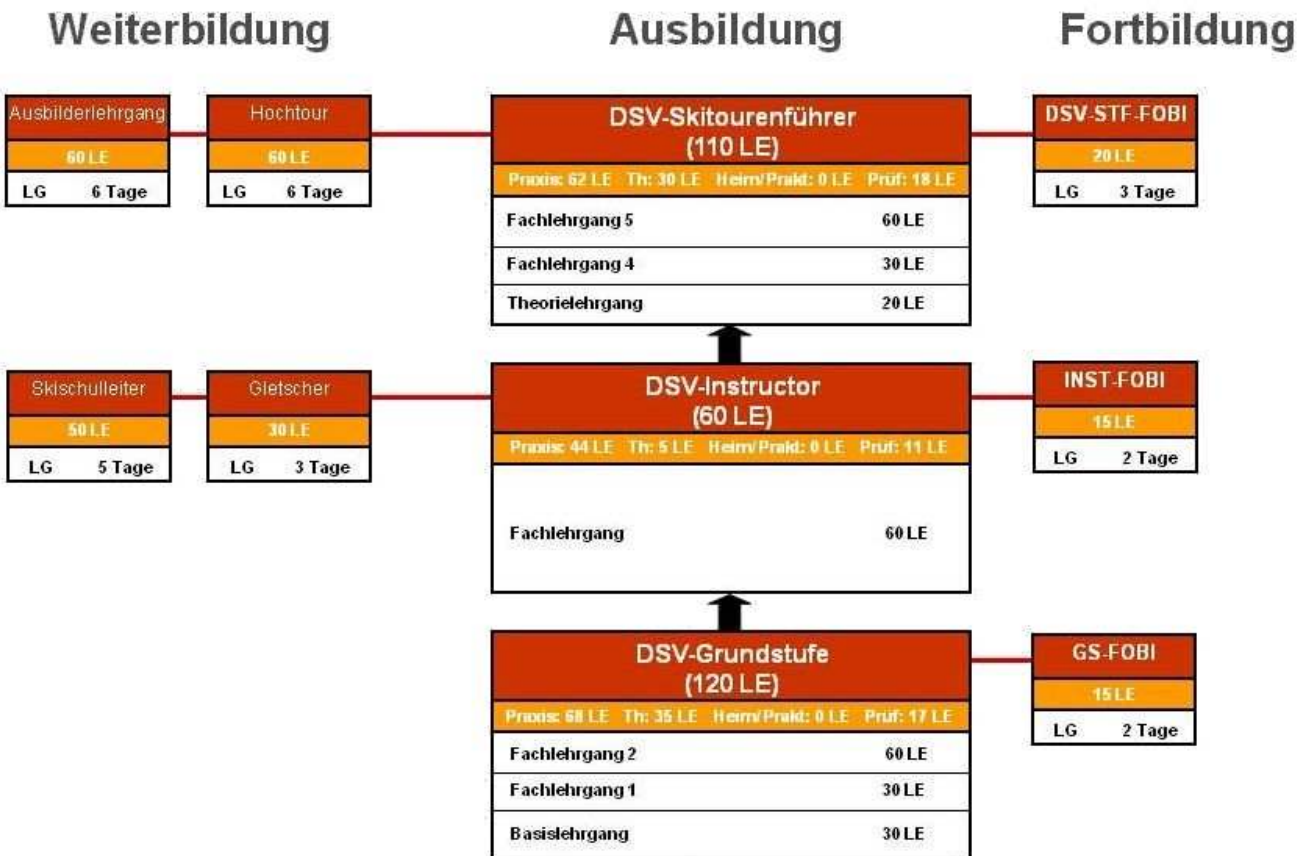 Weiterbildung Ausbildung Fortbildung
Ausbilderlehrgang
60 LE
LG 6 Tage
Hochtour
60 LE
LG 6 Tage
DSV-Skitourenführer
(110 LE)
Praxis: 62 LE Th: 30 LE Heim/Prakt: 0 LE Prüf: 18 LE
Fachlehrgang 5 60 LE
Fachlehrgang 4 30 LE
Theorielehrgang 20 LE
DSV-STF-FOBI
20 LE
LG 3 Tage
Skischulleiter
50 LE
LG 5 Tage
Gletscher
30 LE
LG 3 Tage
DSV-Instructor
(60 LE)
Praxis: 44 LE Th: 5 LE Heim/Prakt: 0 LE Prüf: 11 LE
Fachlehrgang 60 LE
INST-FOBI
15 LE
LG 2 Tage
DSV-Grundstufe
(120 LE)
Praxis: 68 LE Th: 35 LE Heim/Prakt: 0 LE Prüf: 17 LE
Fachlehrgang 2 60 LE
Fachlehrgang 1 30 LE
Basislehrgang 30 LE
GS-FOBI
15 LE
LG 2 Tage